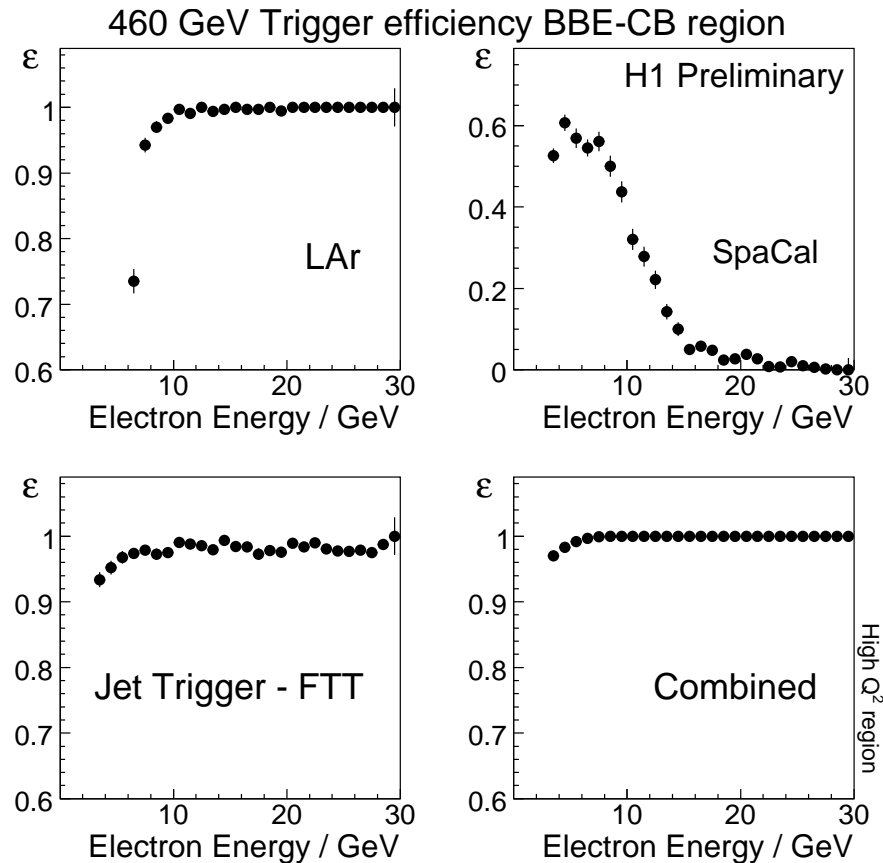 460 GeV Trigger efficiency BBE-CB region
ε
1
0.9
0.8
0.7
0.6
10
20
30
LAr
Electron Energy / GeV
ε
H1 Preliminary
0.6
0.4
0.2
0
10
20
30
SpaCal
Electron Energy / GeV
ε
1
0.9
0.8
0.7
0.6
10
20
30
Jet Trigger - FTT
Electron Energy / GeV
ε
1
0.9
0.8
0.7
0.6
10
20
30
Combined
Electron Energy / GeV
High Q² region